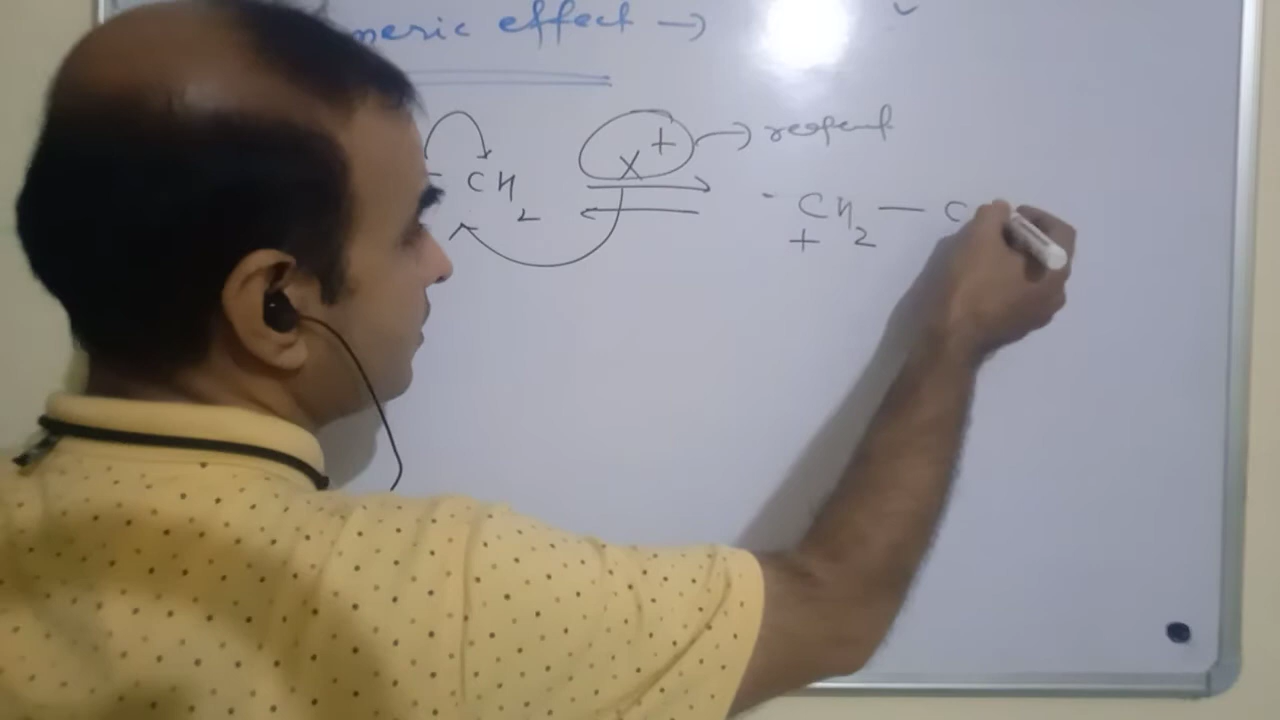 meric effect →
= CH2 X+ → reagent
- CH2 — C
+